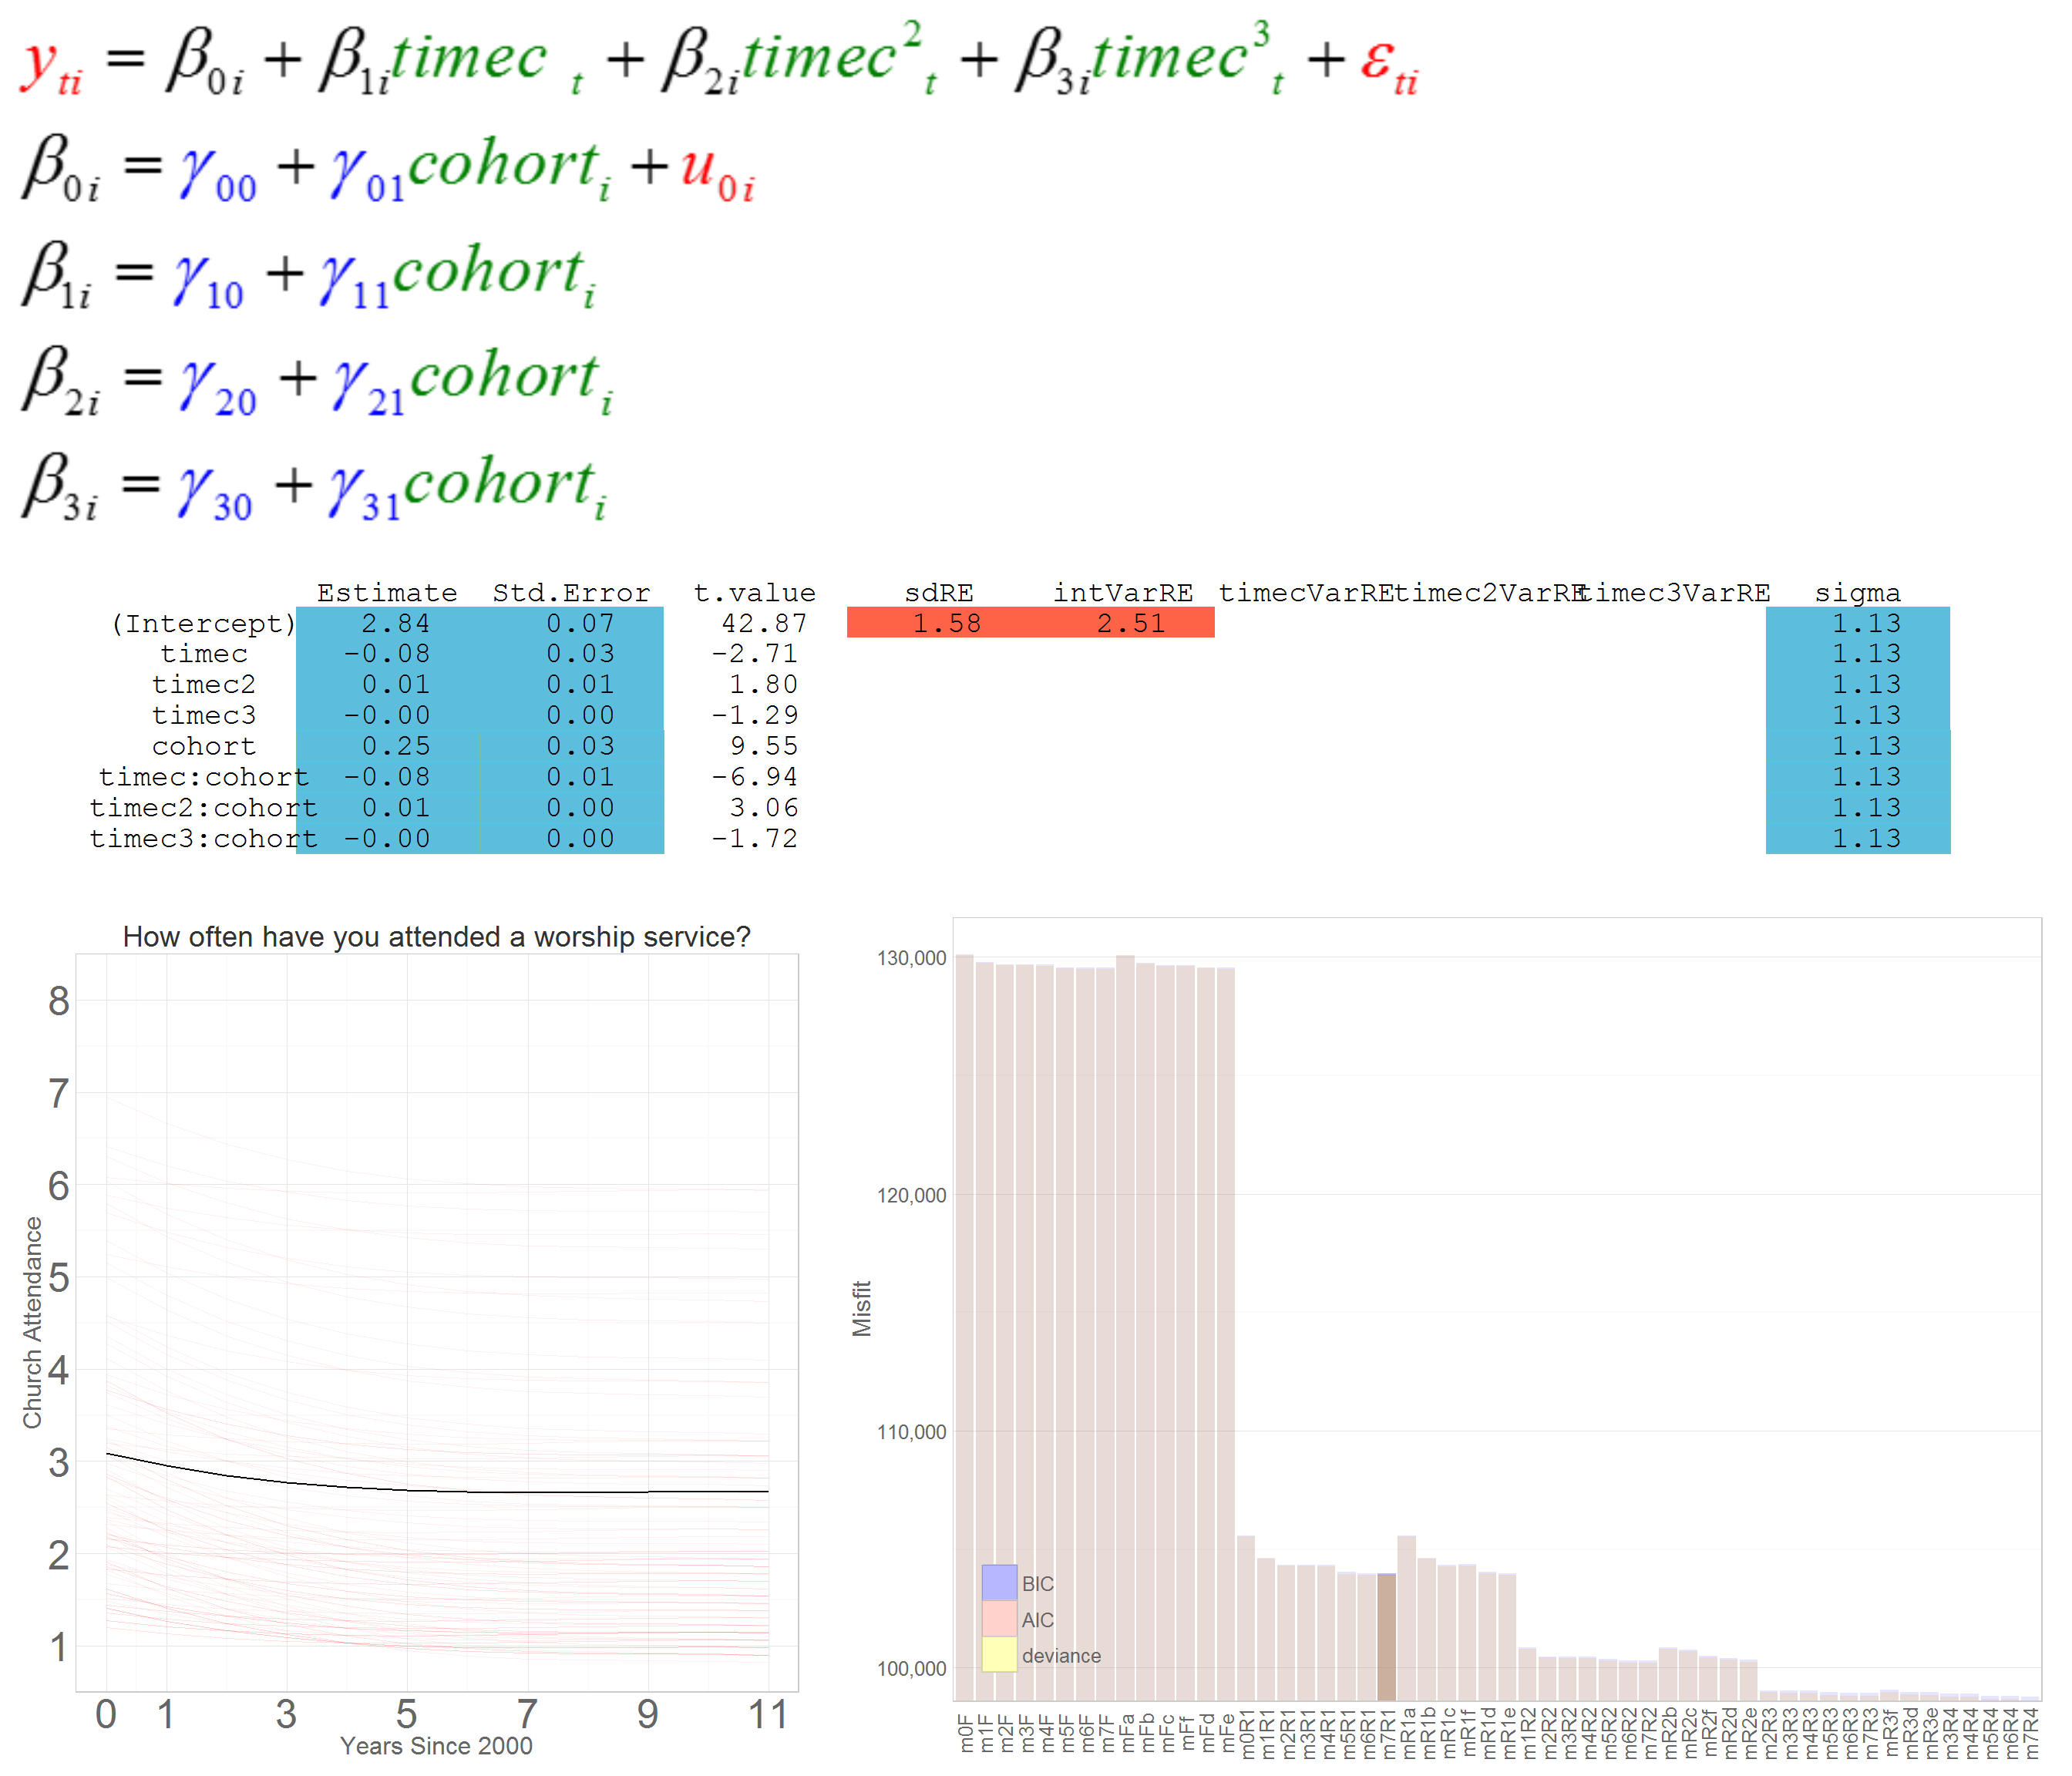 y_ti = β_0i + β_1i timec_t + β_2i timec²_t + β_3i timec³_t + ε_ti
β_0i = γ_00 + γ_01 cohort_i + u_0i
β_1i = γ_10 + γ_11 cohort_i
β_2i = γ_20 + γ_21 cohort_i
β_3i = γ_30 + γ_31 cohort_i
Estimate Std.Error t.value sdRE intVarRE timecVarRE timec2VarRE timec3VarRE sigma
(Intercept) 2.84 0.07 42.87 1.58 2.51 1.13
timec -0.08 0.03 -2.71 1.13
timec2 0.01 0.01 1.80 1.13
timec3 -0.00 0.00 -1.29 1.13
cohort 0.25 0.03 9.55 1.13
timec:cohort -0.08 0.01 -6.94 1.13
timec2:cohort 0.01 0.00 3.06 1.13
timec3:cohort -0.00 0.00 -1.72 1.13
How often have you attended a worship service?
8
7
6
5
4
3
2
1
Church Attendance
0 1 3 5 7 9 11
Years Since 2000
130,000
120,000
110,000
100,000
Misfit
BIC
AIC
deviance
m0F m1F m2F m3F m4F m5F m6F m7F mFa mFb mFc mFf mFd mFe m0R1 m1R1 m2R1 m3R1 m4R1 m5R1 m6R1 m7R1 mR1a mR1b mR1c mR1f mR1d mR1e m1R2 m2R2 m3R2 m4R2 m5R2 m6R2 m7R2 mR2b mR2c mR2f mR2d mR2e m2R3 m3R3 m4R3 m5R3 m6R3 m7R3 mR3f mR3d mR3e m3R4 m4R4 m5R4 m6R4 m7R4